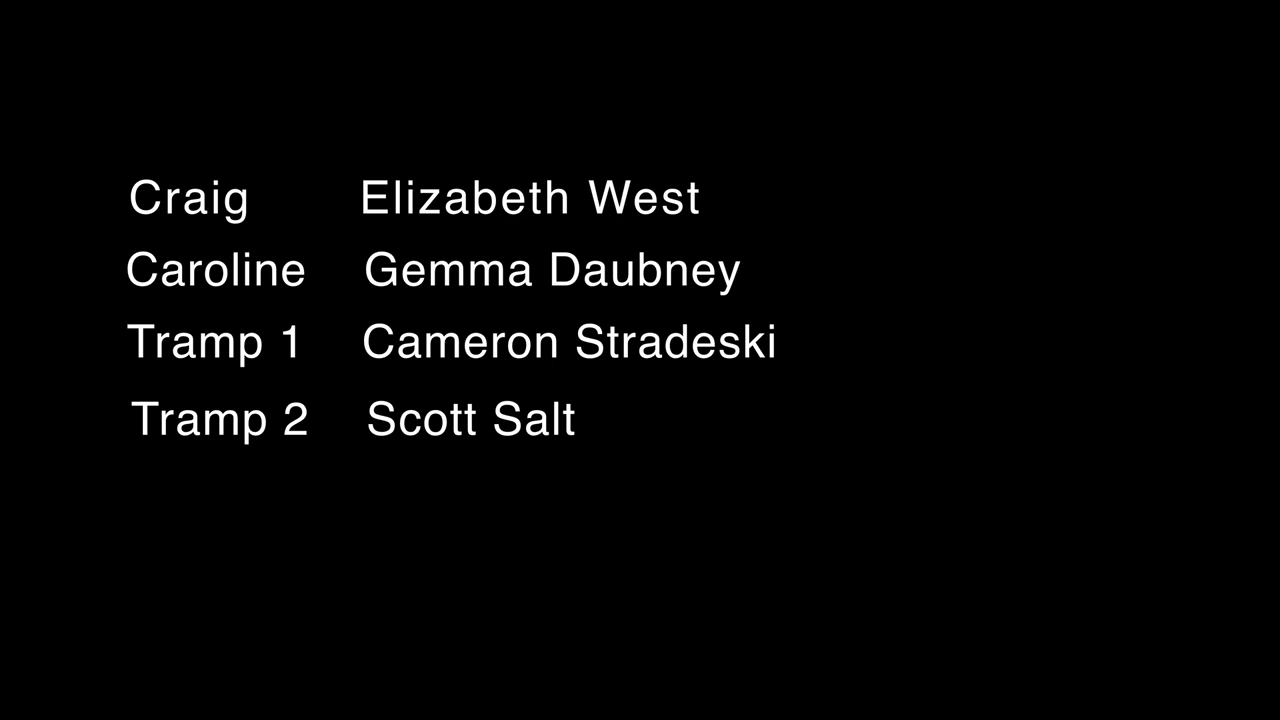 Craig Elizabeth West
Caroline Gemma Daubney
Tramp 1 Cameron Stradeski
Tramp 2 Scott Salt